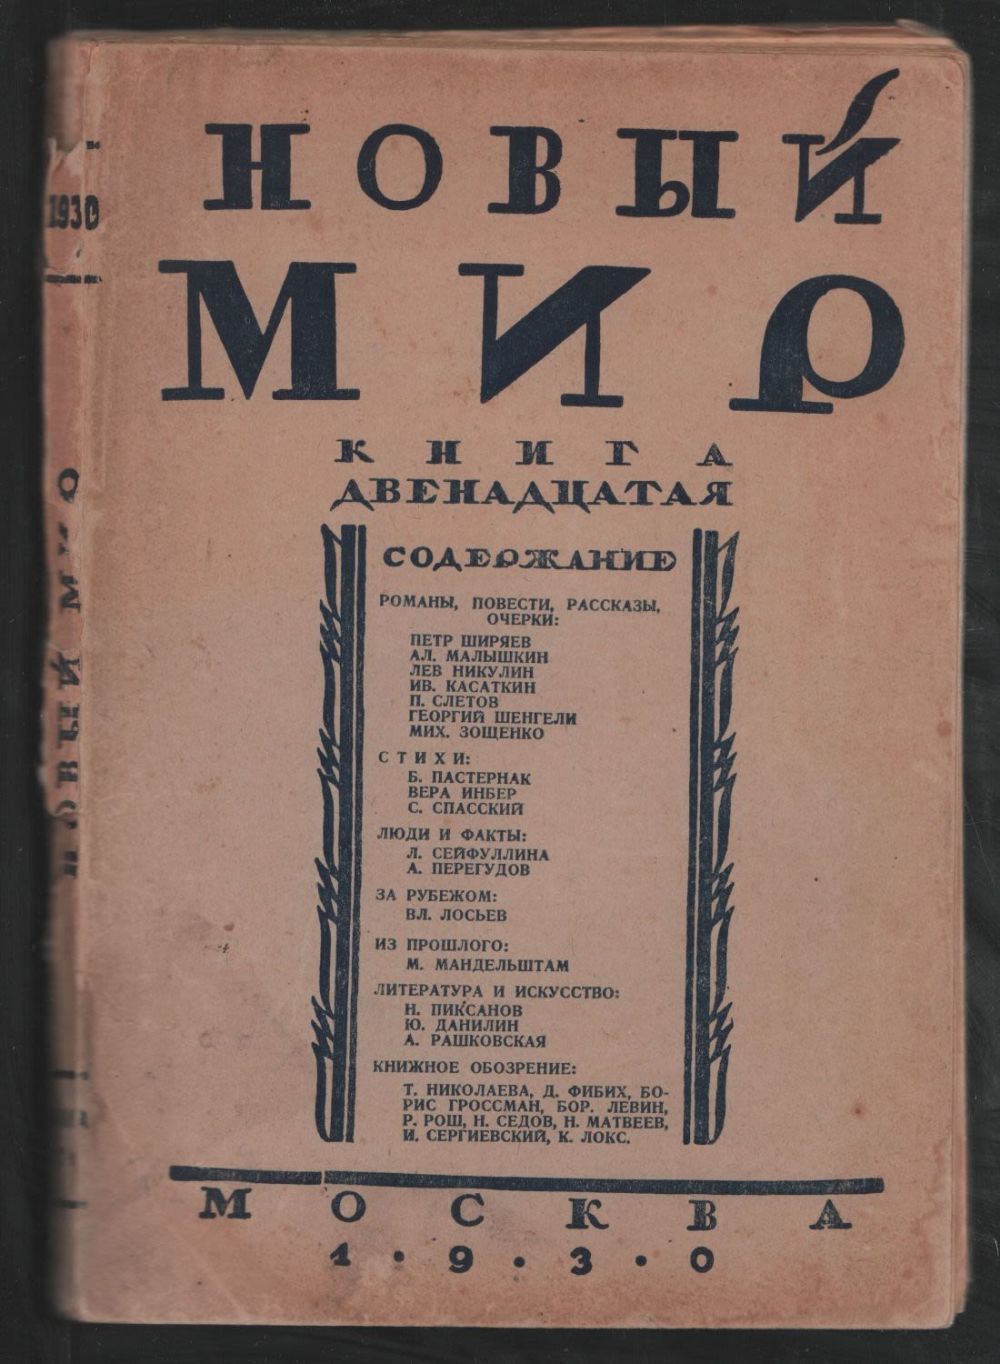 НОВЫЙ
МИР
КНИГА
ДВЕНАДЦАТАЯ
СОДЕРЖАНИЕ
РОМАНЫ, ПОВЕСТИ, РАССКАЗЫ,
ОЧЕРКИ:
ПЕТР ШИРЯЕВ
АЛ. МАЛЫШКИН
ЛЕВ НИКУЛИН
ИВ. КАСАТКИН
П. СЛЕТОВ
ГЕОРГИЙ ШЕНГЕЛИ
МИХ. ЗОЩЕНКО
СТИХИ:
Б. ПАСТЕРНАК
ВЕРА ИНБЕР
С. СПАССКИЙ
ЛЮДИ И ФАКТЫ:
Л. СЕЙФУЛЛИНА
А. ПЕРЕГУДОВ
ЗА РУБЕЖОМ:
ВЛ. ЛОСЬЕВ
ИЗ ПРОШЛОГО:
М. МАНДЕЛЬШТАМ
ЛИТЕРАТУРА И ИСКУССТВО:
Н. ПИКСАНОВ
Ю. ДАНИЛИН
А. РАШКОВСКАЯ
КНИЖНОЕ ОБОЗРЕНИЕ:
Т. НИКОЛАЕВА, Д. ФИБИХ, БО-
РИС ГРОССМАН, БОР. ЛЕВИН,
Р. РОШ, Н. СЕДОВ, Н. МАТВЕЕВ,
И. СЕРГИЕВСКИЙ, К. ЛОКС.
МОСКВА
1•9•3•0
1930
НОВЫЙ МИР